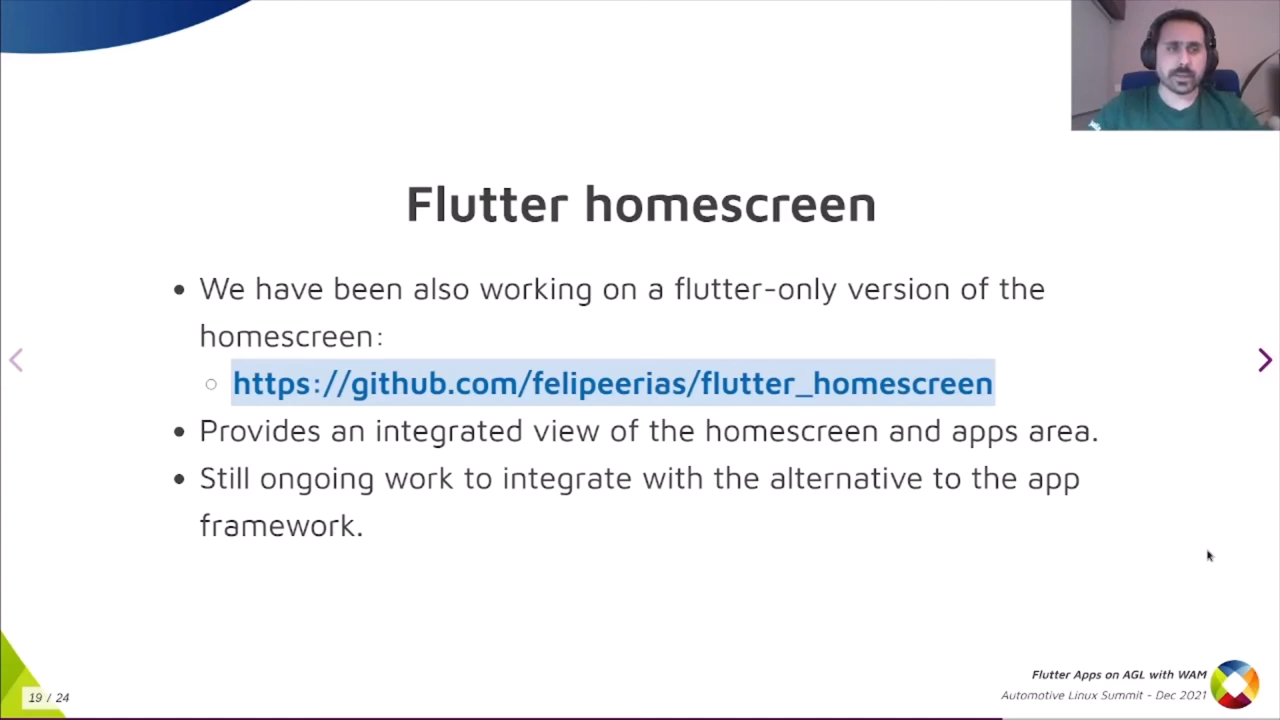 Flutter homescreen
We have been also working on a flutter-only version of the
homescreen:
https://github.com/felipeerias/flutter_homescreen
Provides an integrated view of the homescreen and apps area.
Still ongoing work to integrate with the alternative to the app
framework.
Flutter Apps on AGL with WAM
Automotive Linux Summit - Dec 2021
19 / 24